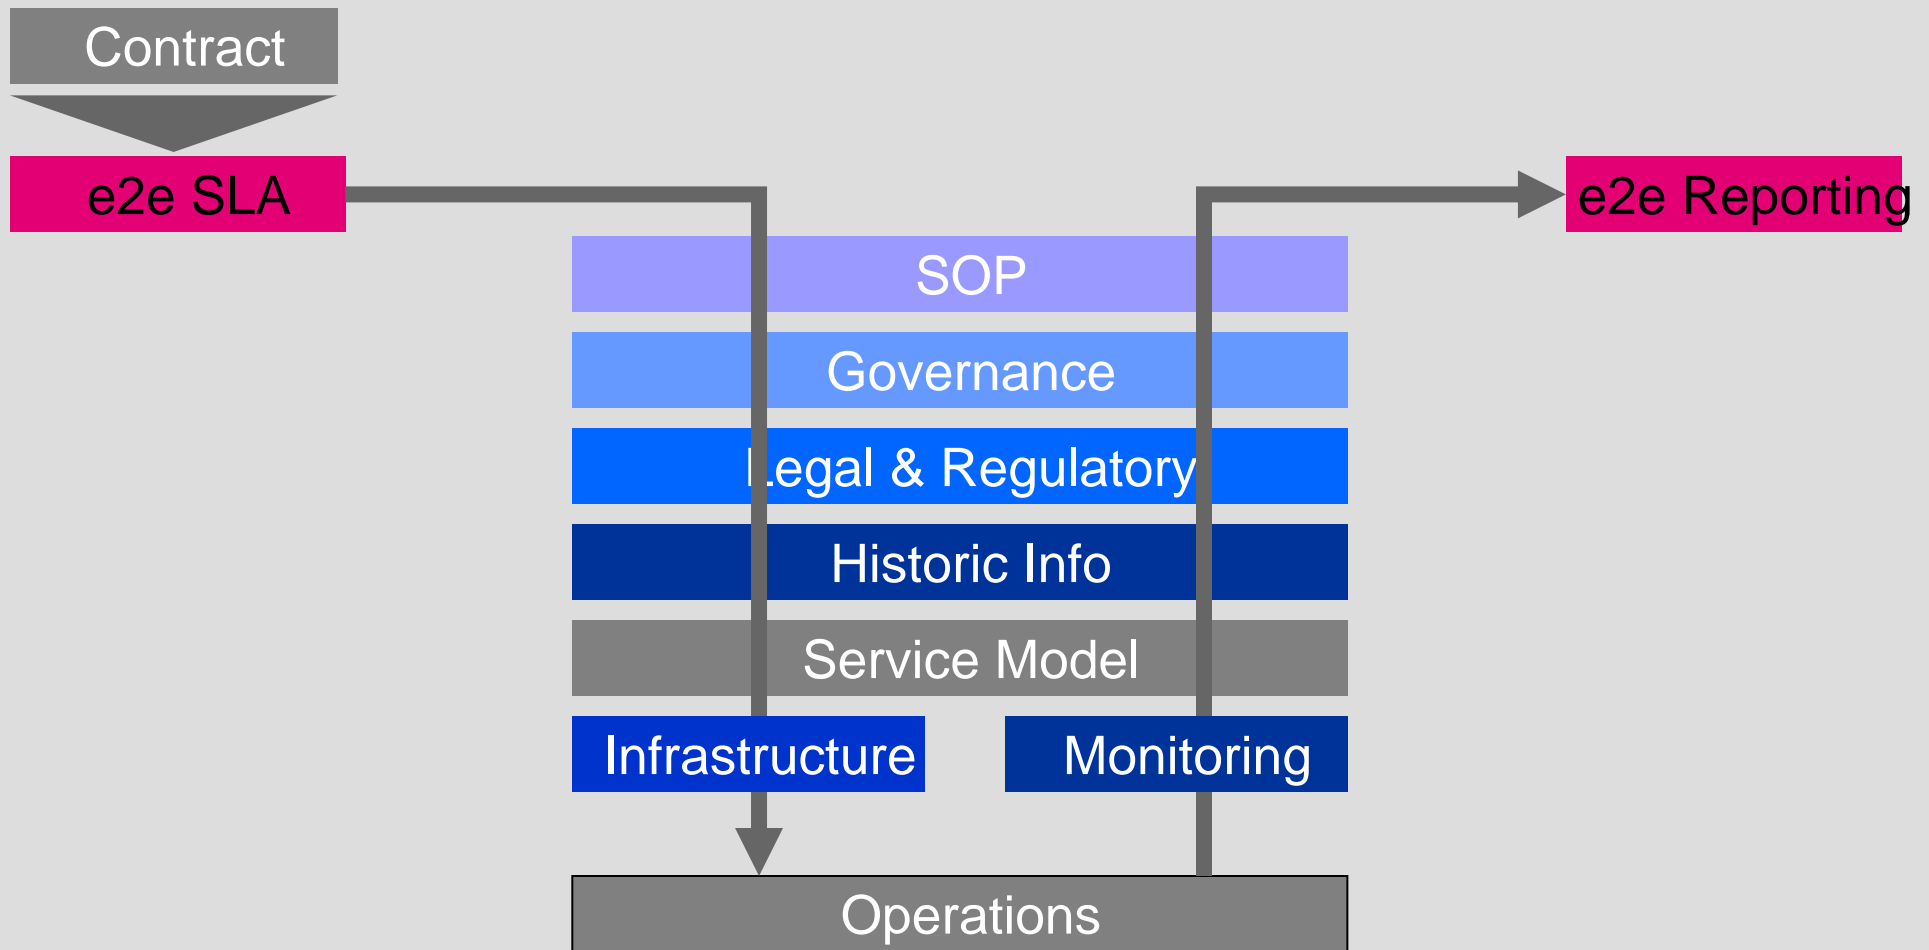 Contract
e2e SLA
e2e Reporting
SOP
Governance
Legal & Regulatory
Historic Info
Service Model
Infrastructure
Monitoring
Operations